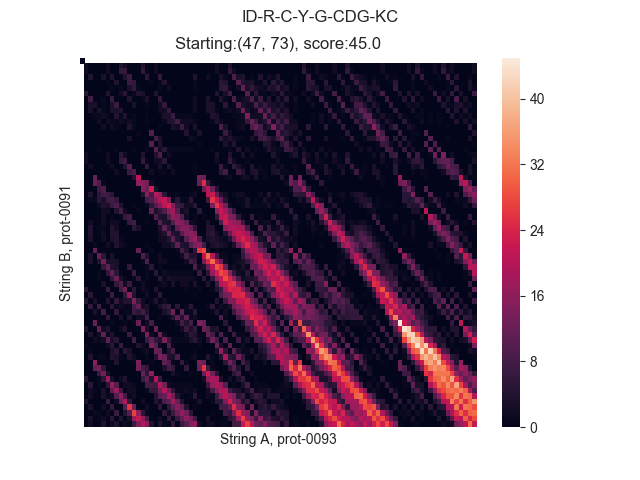 ID-R-C-Y-G-CDG-KC
Starting:(47, 73), score:45.0
String B, prot-0091
String A, prot-0093
40
32
24
16
8
0